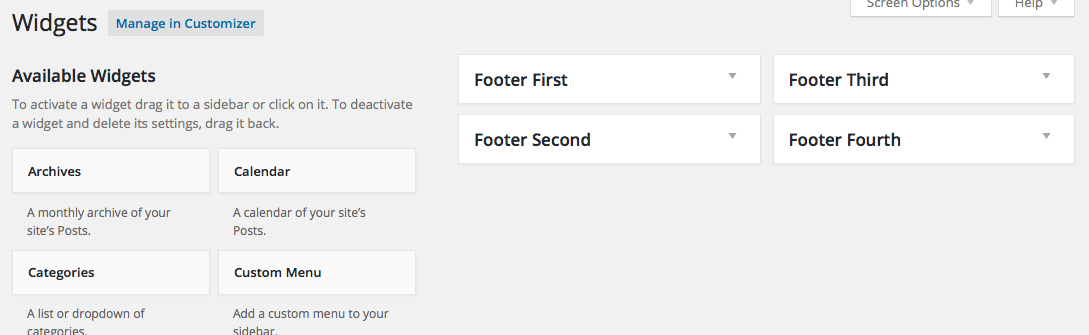 Screen Options
Help
Widgets
Manage in Customizer
Available Widgets
To activate a widget drag it to a sidebar or click on it. To deactivate
a widget and delete its settings, drag it back.
Archives
Calendar
A monthly archive of your
site's Posts.
A calendar of your site's
Posts.
Categories
Custom Menu
A list or dropdown of
categories.
Add a custom menu to your
sidebar.
Footer First
Footer Third
Footer Second
Footer Fourth